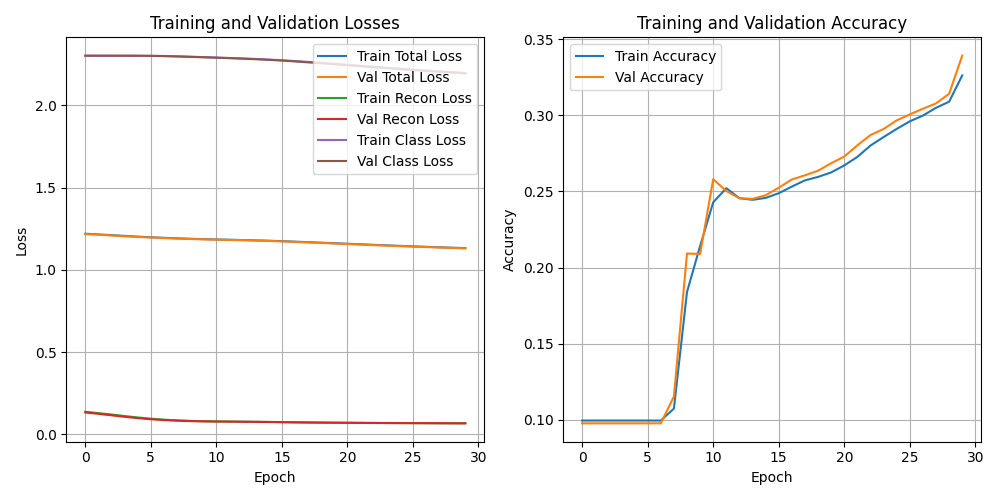 Training and Validation Losses
Train Total Loss
Val Total Loss
Train Recon Loss
Val Recon Loss
Train Class Loss
Val Class Loss
2.0
1.5
1.0
0.5
0.0
Loss
0 5 10 15 20 25 30
Epoch
Training and Validation Accuracy
Train Accuracy
Val Accuracy
0.35
0.30
0.25
0.20
0.15
0.10
Accuracy
0 5 10 15 20 25 30
Epoch